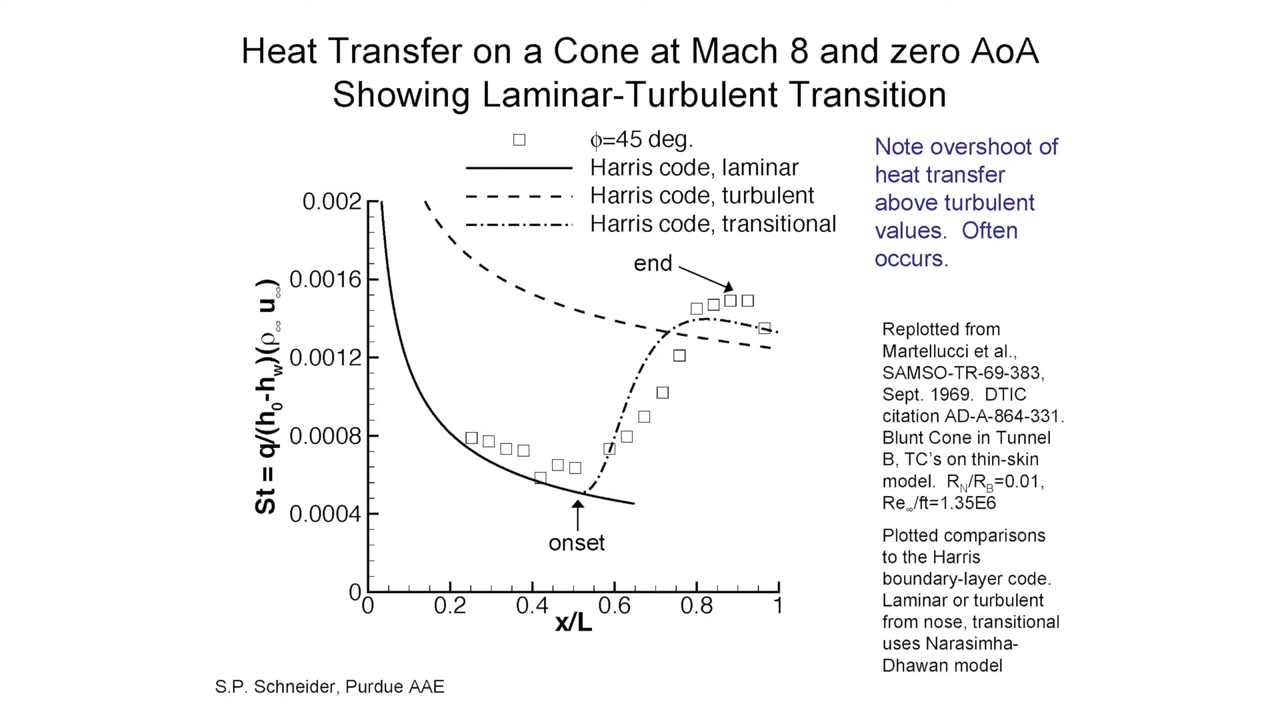 Heat Transfer on a Cone at Mach 8 and zero AoA
Showing Laminar-Turbulent Transition
ϕ=45 deg.
Harris code, laminar
Harris code, turbulent
Harris code, transitional
0.002
0.0016
0.0012
0.0008
0.0004
0
St = q/(h₀-h_w)(ρ_∞ u_∞)
end
onset
0 0.2 0.4 0.6 0.8 1
x/L
Note overshoot of
heat transfer
above turbulent
values. Often
occurs.
Replotted from
Martellucci et al.,
SAMSO-TR-69-383,
Sept. 1969. DTIC
citation AD-A-864-331.
Blunt Cone in Tunnel
B, TC's on thin-skin
model. R_N/R_B=0.01,
Re_∞/ft=1.35E6
Plotted comparisons
to the Harris
boundary-layer code.
Laminar or turbulent
from nose, transitional
uses Narasimha-
Dhawan model
S.P. Schneider, Purdue AAE